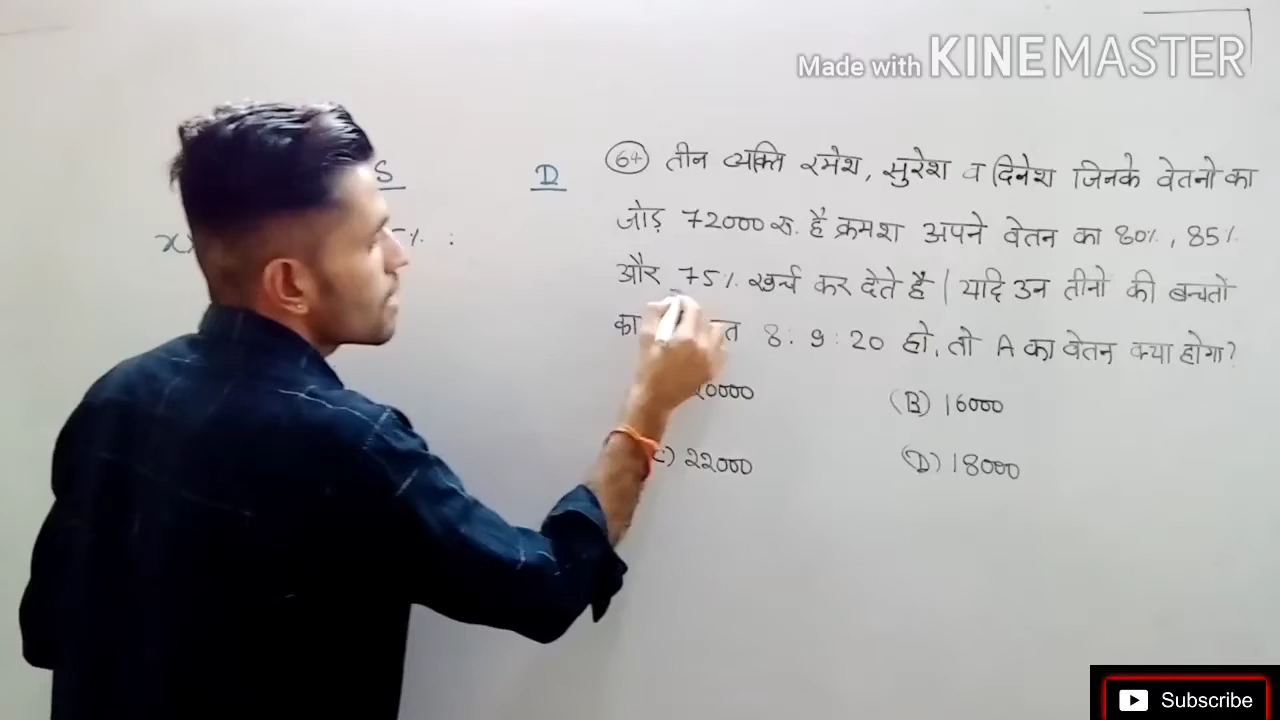 Made with KINEMASTER
S
D
x
(64) तीन व्यक्ति रमेश, सुरेश व दिनेश जिनके वेतनो का
जोड़ 72000 रु. है क्रमश अपने वेतन का 80%, 85%
और 75% खर्च कर देते है | यदि उन तीनो की बचतों
का 8 : 9 : 20 हो, तो A का वेतन क्या होगा?
20000 (B) 16000
C) 22000 (D) 18000
Subscribe